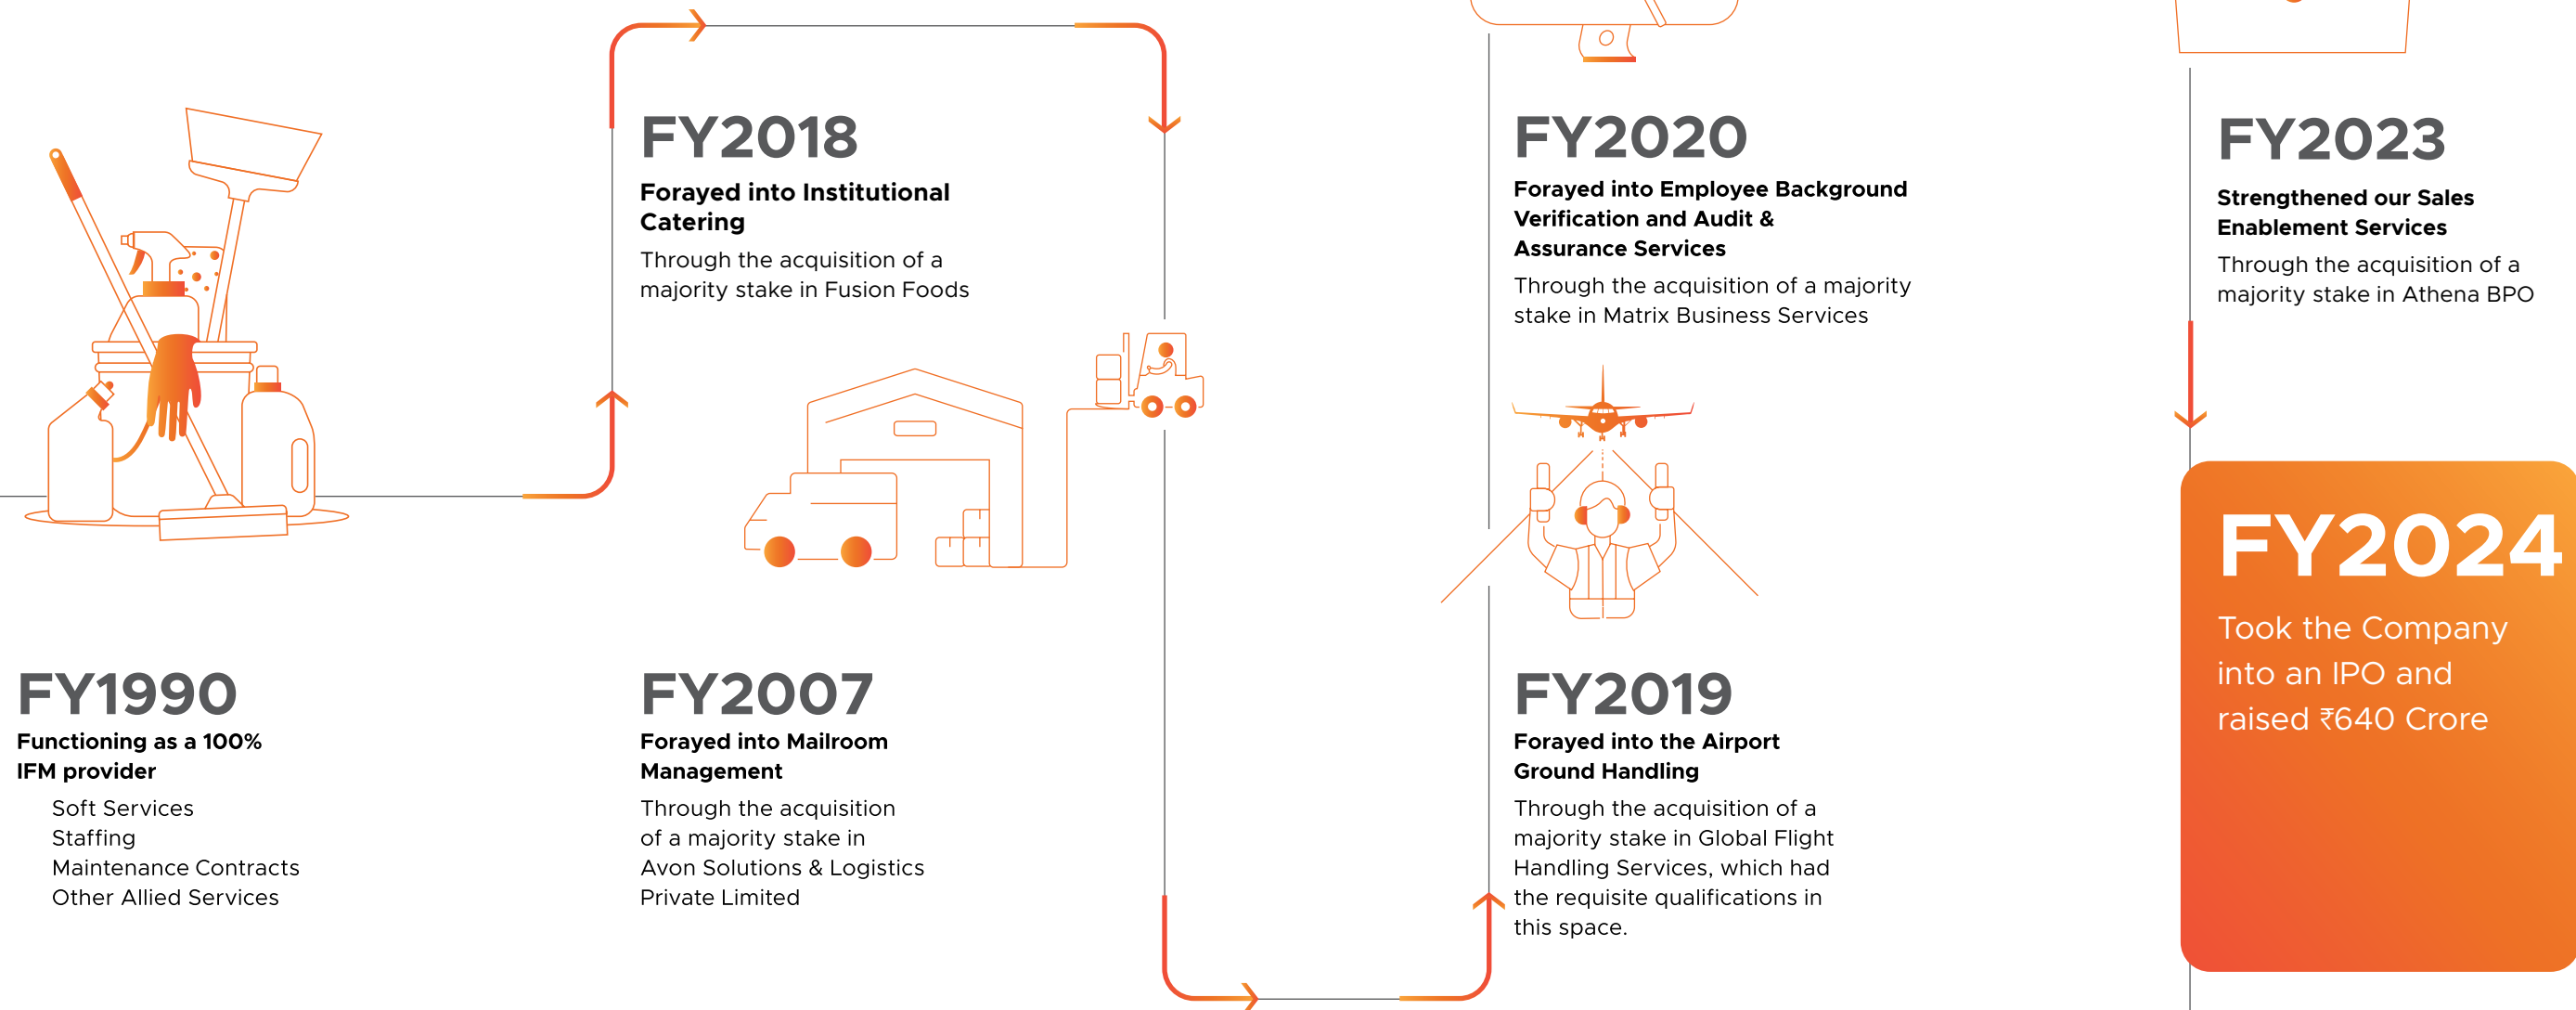 FY1990
Functioning as a 100%
IFM provider
Soft Services
Staffing
Maintenance Contracts
Other Allied Services
FY2018
Forayed into Institutional
Catering
Through the acquisition of a
majority stake in Fusion Foods
FY2007
Forayed into Mailroom
Management
Through the acquisition
of a majority stake in
Avon Solutions & Logistics
Private Limited
FY2020
Forayed into Employee Background
Verification and Audit &
Assurance Services
Through the acquisition of a majority
stake in Matrix Business Services
FY2019
Forayed into the Airport
Ground Handling
Through the acquisition of a
majority stake in Global Flight
Handling Services, which had
the requisite qualifications in
this space.
FY2023
Strengthened our Sales
Enablement Services
Through the acquisition of a
majority stake in Athena BPO
FY2024
Took the Company
into an IPO and
raised ₹640 Crore